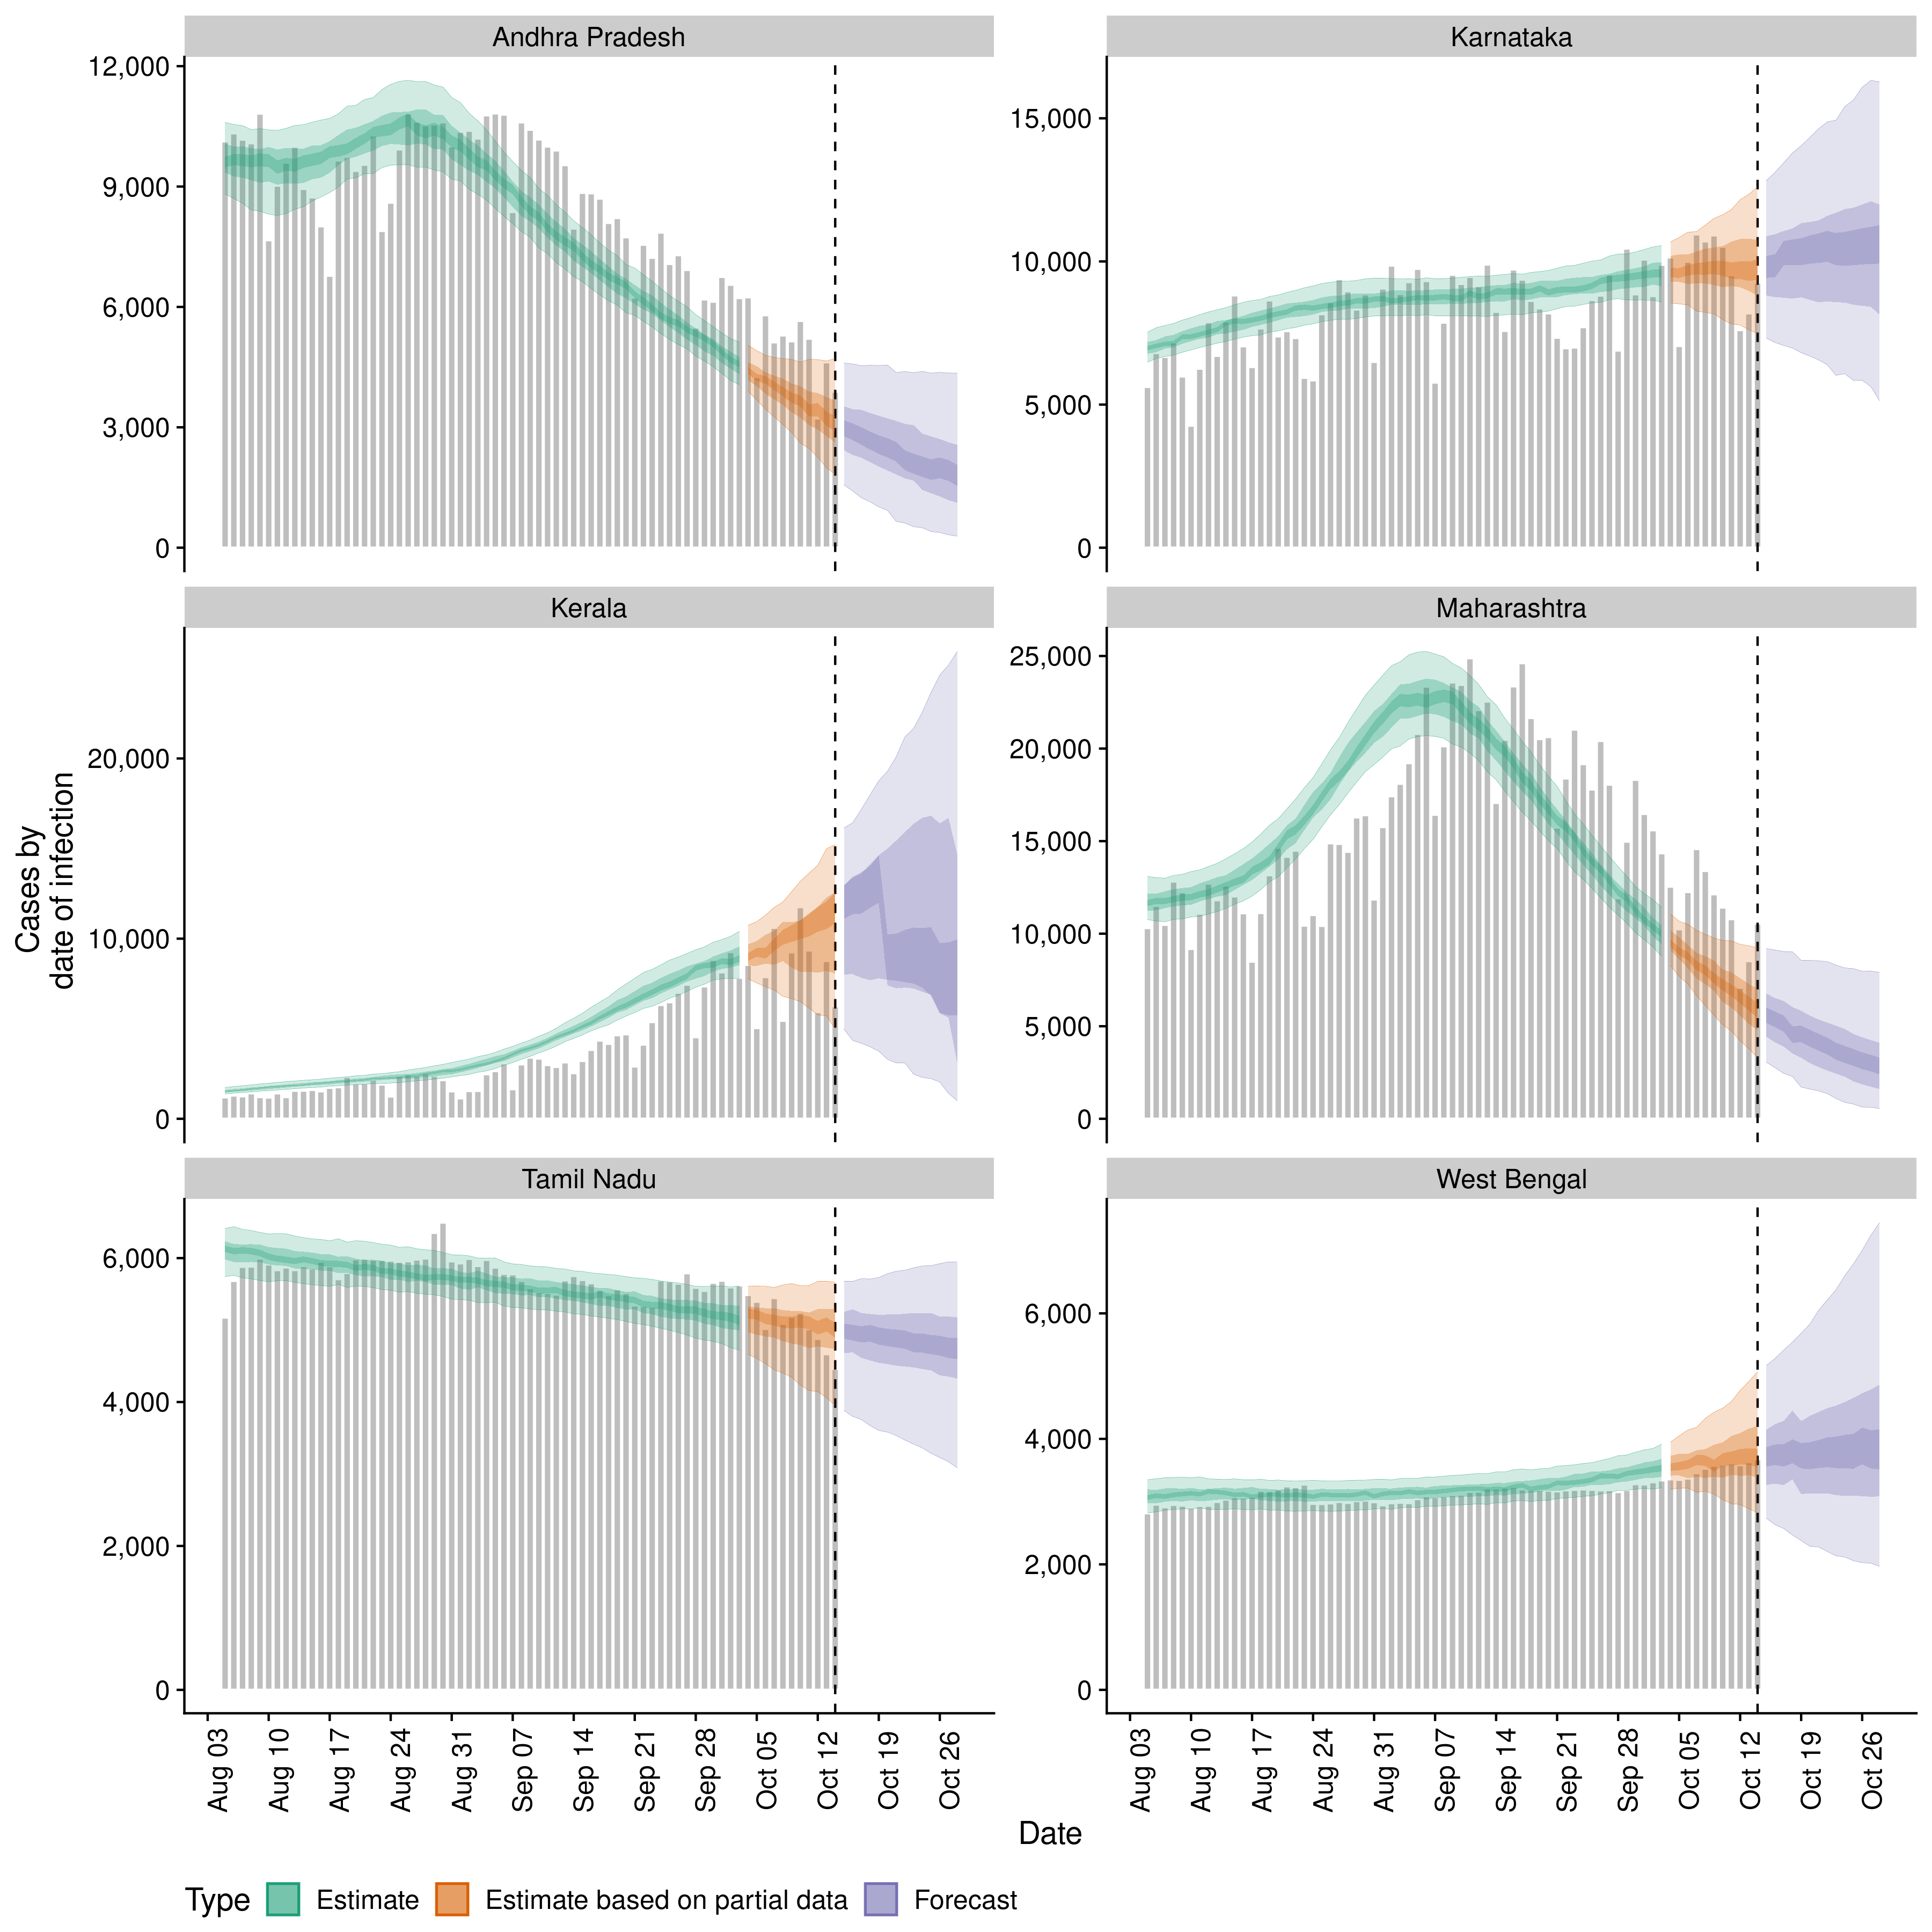 Andhra Pradesh
Karnataka
12,000
9,000
6,000
3,000
0
15,000
10,000
5,000
0
Kerala
Maharashtra
20,000
10,000
0
25,000
20,000
15,000
10,000
5,000
0
Cases by
date of infection
Tamil Nadu
West Bengal
6,000
4,000
2,000
0
6,000
4,000
2,000
0
Aug 03
Aug 10
Aug 17
Aug 24
Aug 31
Sep 07
Sep 14
Sep 21
Sep 28
Oct 05
Oct 12
Oct 19
Oct 26
Aug 03
Aug 10
Aug 17
Aug 24
Aug 31
Sep 07
Sep 14
Sep 21
Sep 28
Oct 05
Oct 12
Oct 19
Oct 26
Date
Type Estimate Estimate based on partial data Forecast